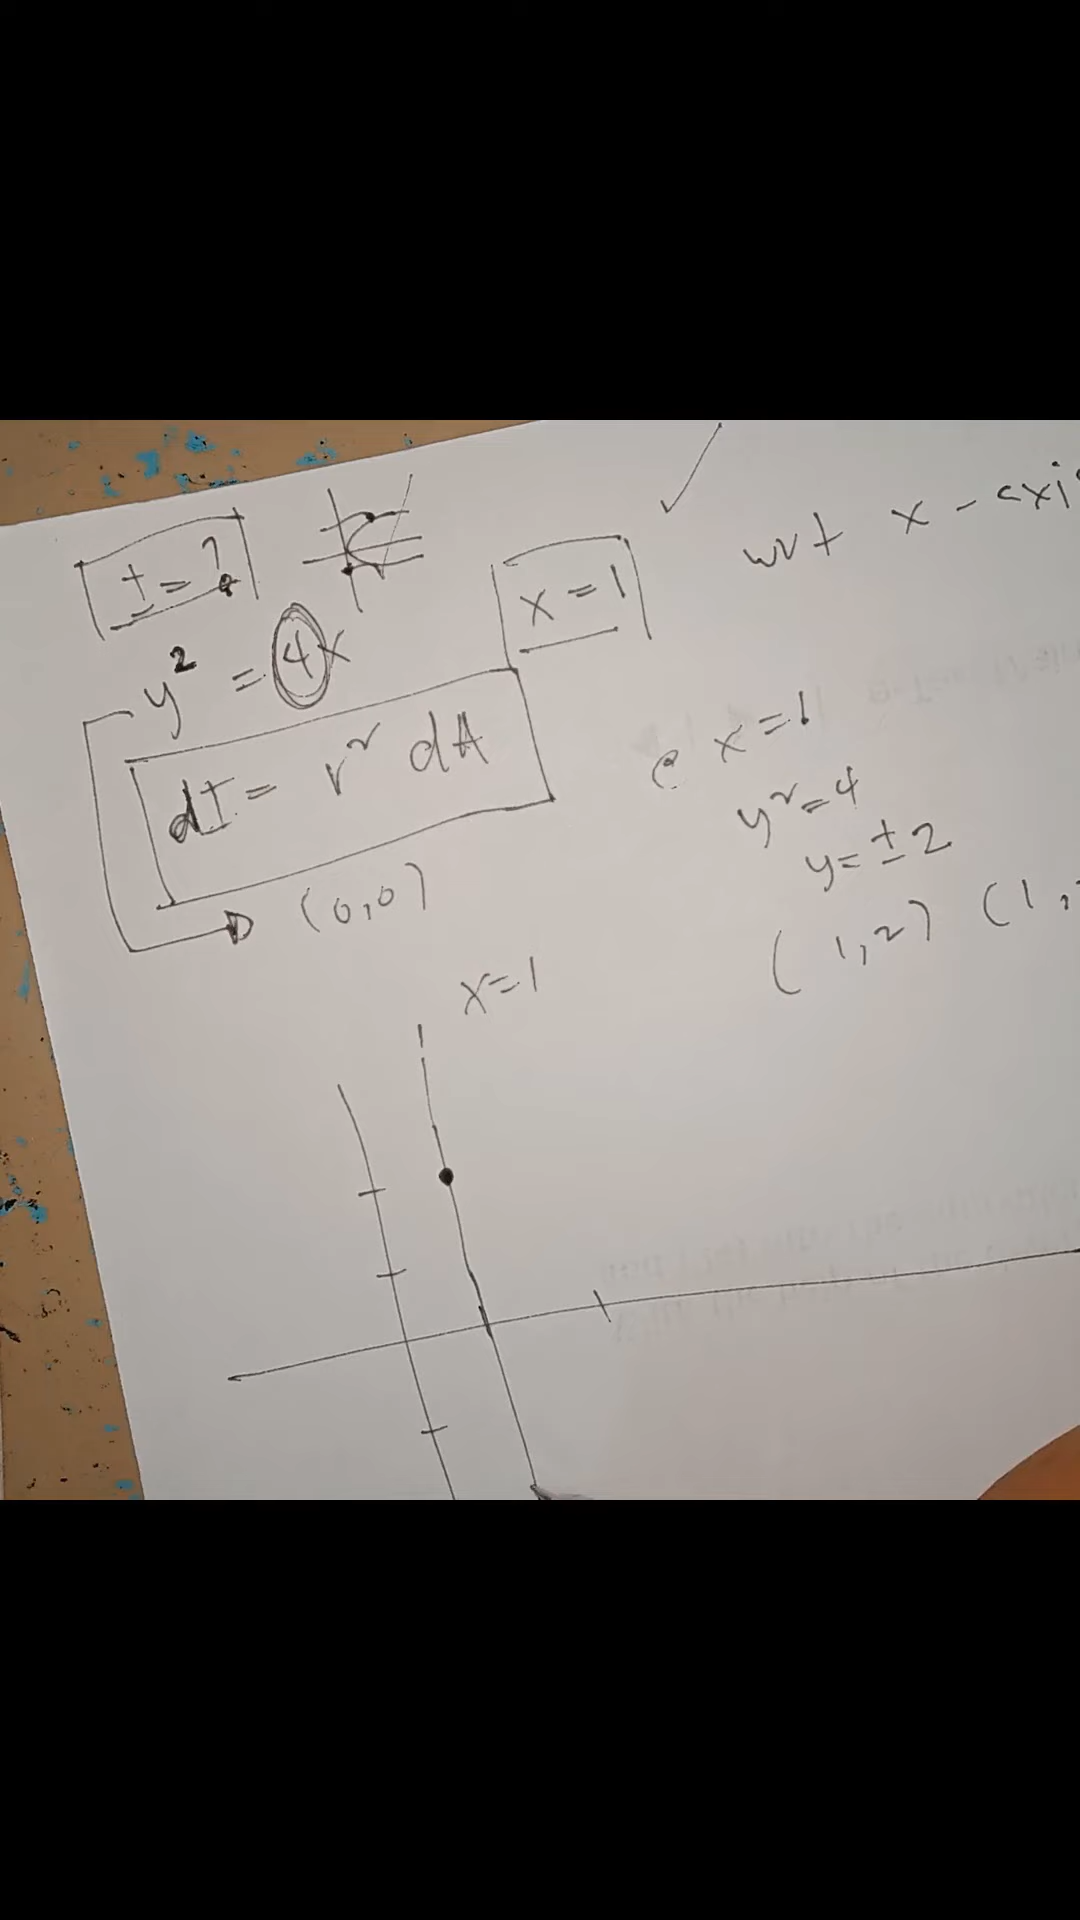 I = ?
x = 1
wrt x - axis
y² = 4x
dI = r² dA
@ x = 1
y² = 4
y = ± 2
(0,0)
(1,2) (1,
x = 1